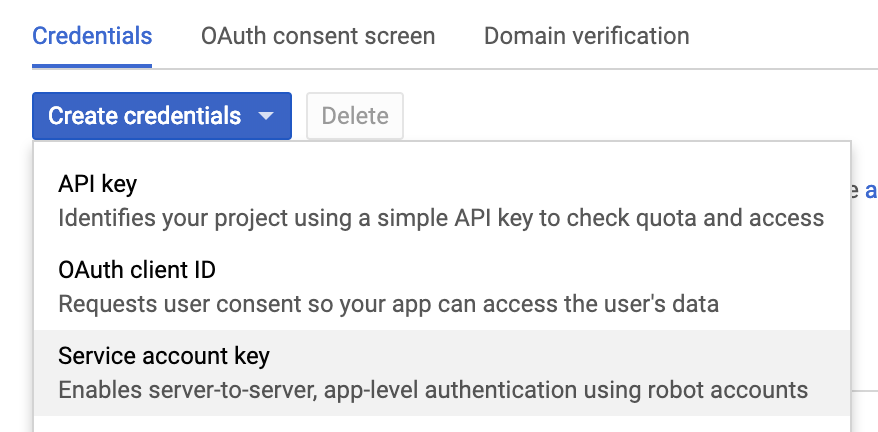 Credentials OAuth consent screen Domain verification
Create credentials Delete
API key
e a
Identifies your project using a simple API key to check quota and access
OAuth client ID
Requests user consent so your app can access the user's data
Service account key
Enables server-to-server, app-level authentication using robot accounts